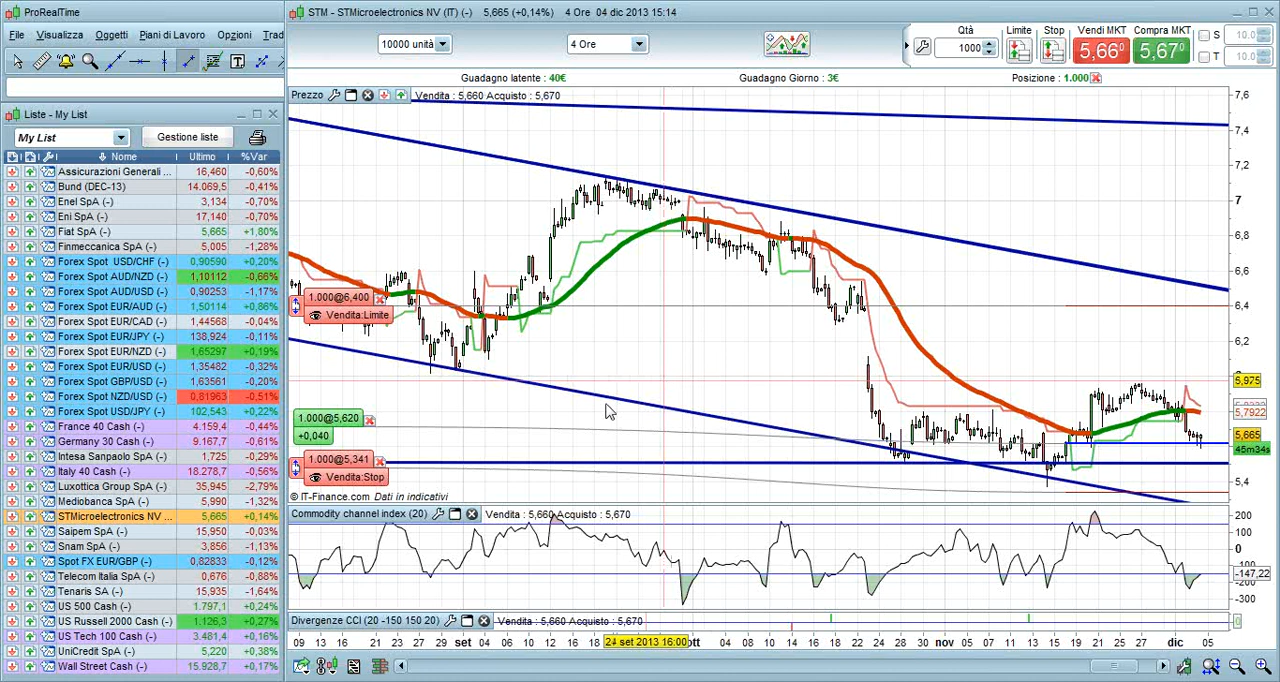 ProRealTime
File Visualizza Oggetti Piani di Lavoro Opzioni Trad
Liste - My List
My List Gestione liste
Nome Ultimo %Var
Assicurazioni Generali ... 16,460 -0,60%
Bund (DEC-13) 14.069,5 -0,41%
Enel SpA (-) 3,134 -0,70%
Eni SpA (-) 17,140 -0,70%
Fiat SpA (-) 5,665 +1,80%
Finmeccanica SpA (-) 5,005 -1,28%
Forex Spot USD/CHF (-) 0,90590 +0,20%
Forex Spot AUD/NZD (-) 1,10112 -0,66%
Forex Spot AUD/USD (-) 0,90253 -1,17%
Forex Spot EUR/AUD (-) 1,50114 +0,86%
Forex Spot EUR/CAD (-) 1,44568 -0,04%
Forex Spot EUR/JPY (-) 138,924 -0,11%
Forex Spot EUR/NZD (-) 1,65297 +0,19%
Forex Spot EUR/USD (-) 1,35482 -0,32%
Forex Spot GBP/USD (-) 1,63561 -0,20%
Forex Spot NZD/USD (-) 0,81963 -0,51%
Forex Spot USD/JPY (-) 102,543 +0,22%
France 40 Cash (-) 4.159,4 -0,44%
Germany 30 Cash (-) 9.167,7 -0,61%
Intesa Sanpaolo SpA (-) 1,725 -0,29%
Italy 40 Cash (-) 18.278,7 -0,56%
Luxottica Group SpA (-) 35,945 -2,79%
Mediobanca SpA (-) 5,990 -1,32%
STMicroelectronics NV ... 5,665 +0,14%
Saipem SpA (-) 15,950 -0,03%
Snam SpA (-) 3,856 -1,13%
Spot FX EUR/GBP (-) 0,82833 -0,12%
Telecom Italia SpA (-) 0,676 -0,88%
Tenaris SA (-) 15,935 -1,64%
US 500 Cash (-) 1.797,1 +0,24%
US Russell 2000 Cash (-) 1.126,3 +0,27%
US Tech 100 Cash (-) 3.481,4 +0,16%
UniCredit SpA (-) 5,220 +0,38%
Wall Street Cash (-) 15.928,7 +0,17%
STM - STMicroelectronics NV (IT) (-) 5,665 (+0,14%) 4 Ore 04 dic 2013 15:14
10000 unità 4 Ore
Qtà Limite Stop Vendi MKT Compra MKT
1000 5,66⁰ 5,67⁰ S 10.0
T 10.0
Guadagno latente : 40€ Guadagno Giorno : 3€ Posizione : 1.000
Prezzo Vendita : 5,660 Acquisto : 5,670
7,6
7,4
7,2
7
6,8
6,6
1.000@6,400
Vendita:Limite
6,4
6,2
5,975
5,7922
1.000@5,620
+0,040
5,665
45m34s
1.000@5,341
Vendita:Stop
5,4
© IT-Finance.com Dati in indicativi
Commodity channel index (20) Vendita : 5,660 Acquisto : 5,670
200
100
0
-147,22
-200
-300
Divergenze CCI (20 -150 150 20) Vendita : 5,660 Acquisto : 5,670
0
09 13 16 21 23 27 29 set 04 06 10 12 16 18 24 set 2013 16:00 ott 04 08 10 14 16 18 22 24 28 30 nov 05 07 11 13 15 19 21 25 27 dic 05